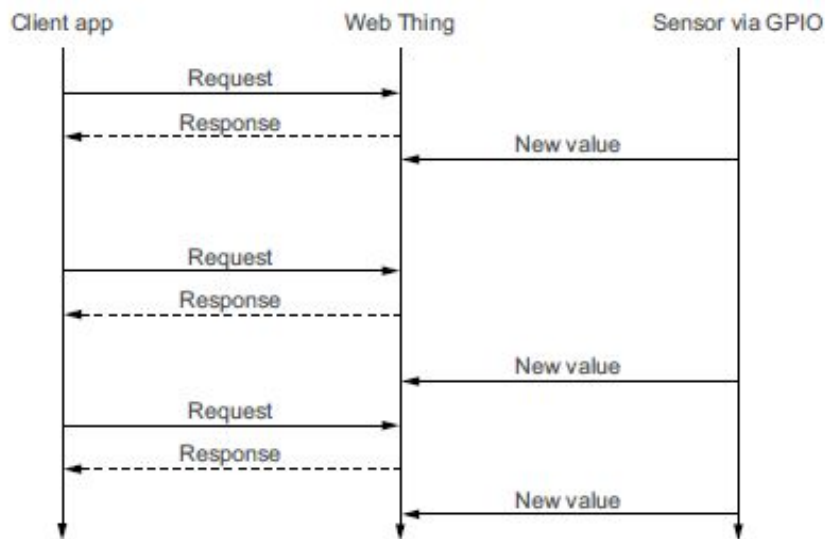 Client app
Web Thing
Sensor via GPIO
Request
Response
New value
Request
Response
New value
Request
Response
New value